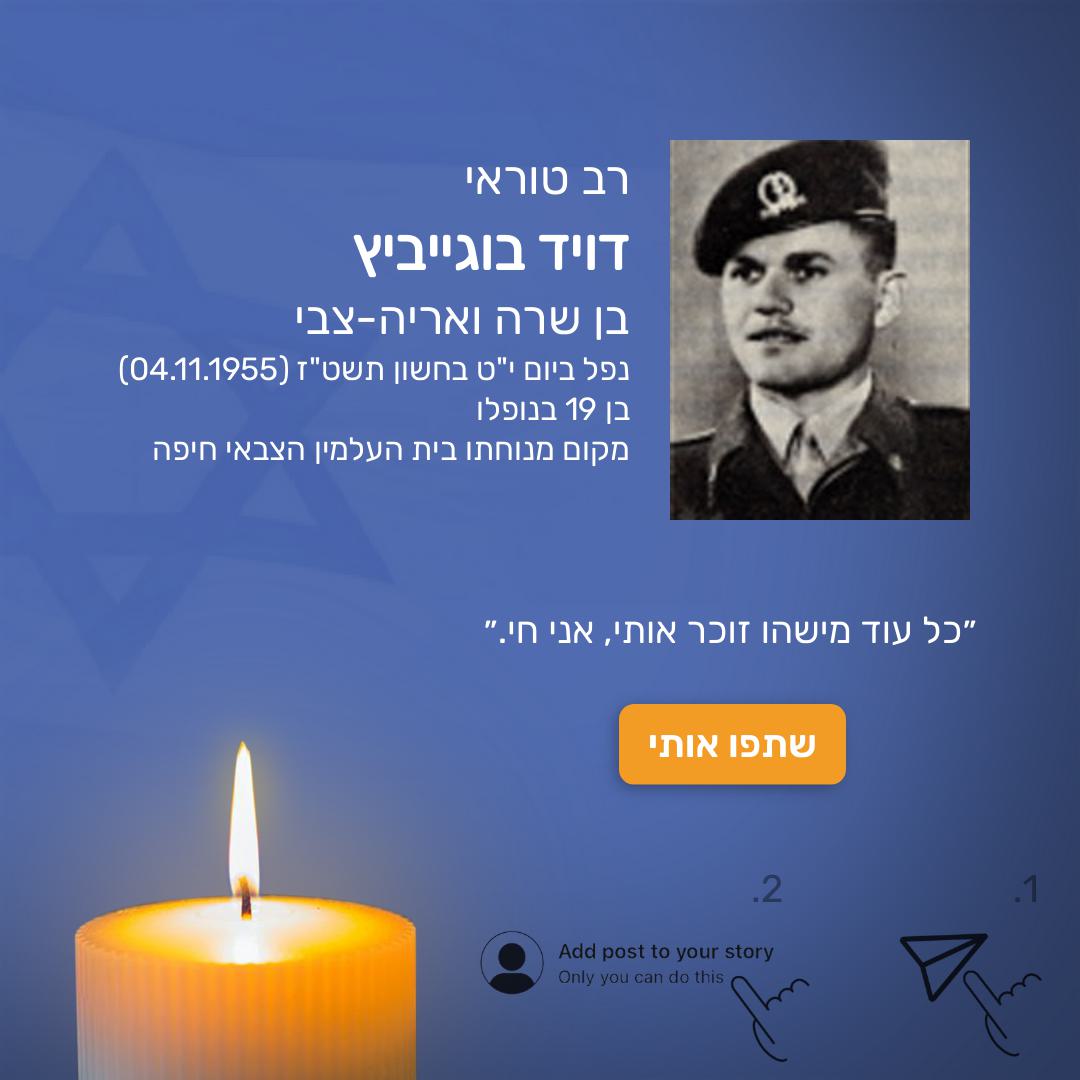 רב טוראי
דויד בוגייביץ
בן שרה ואריה-צבי
נפל ביום י"ט בחשון תשט"ז (04.11.1955)
בן 19 בנופלו
מקום מנוחתו בית העלמין הצבאי חיפה
״כל עוד מישהו זוכר אותי, אני חי.״
שתפו אותי
1.
2.
Add post to your story
Only you can do this